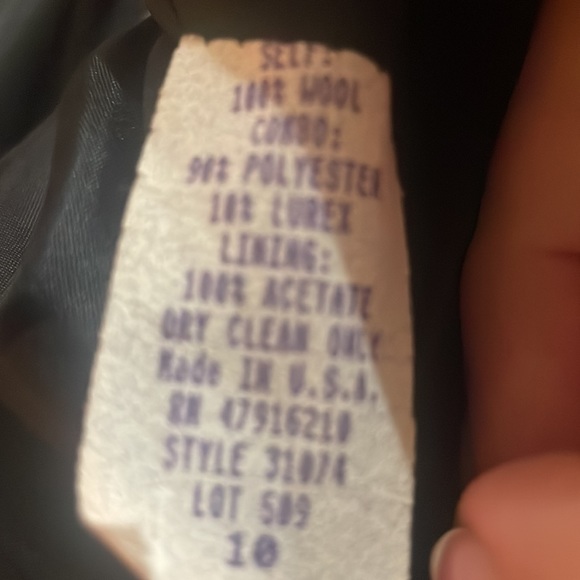 SELF:
100% WOOL
COMBO:
90% POLYESTER
10% LUREX
LINING:
100% ACETATE
DRY CLEAN ONLY
Made IN U.S.A.
RN 47916210
STYLE 31074
LOT 509
10